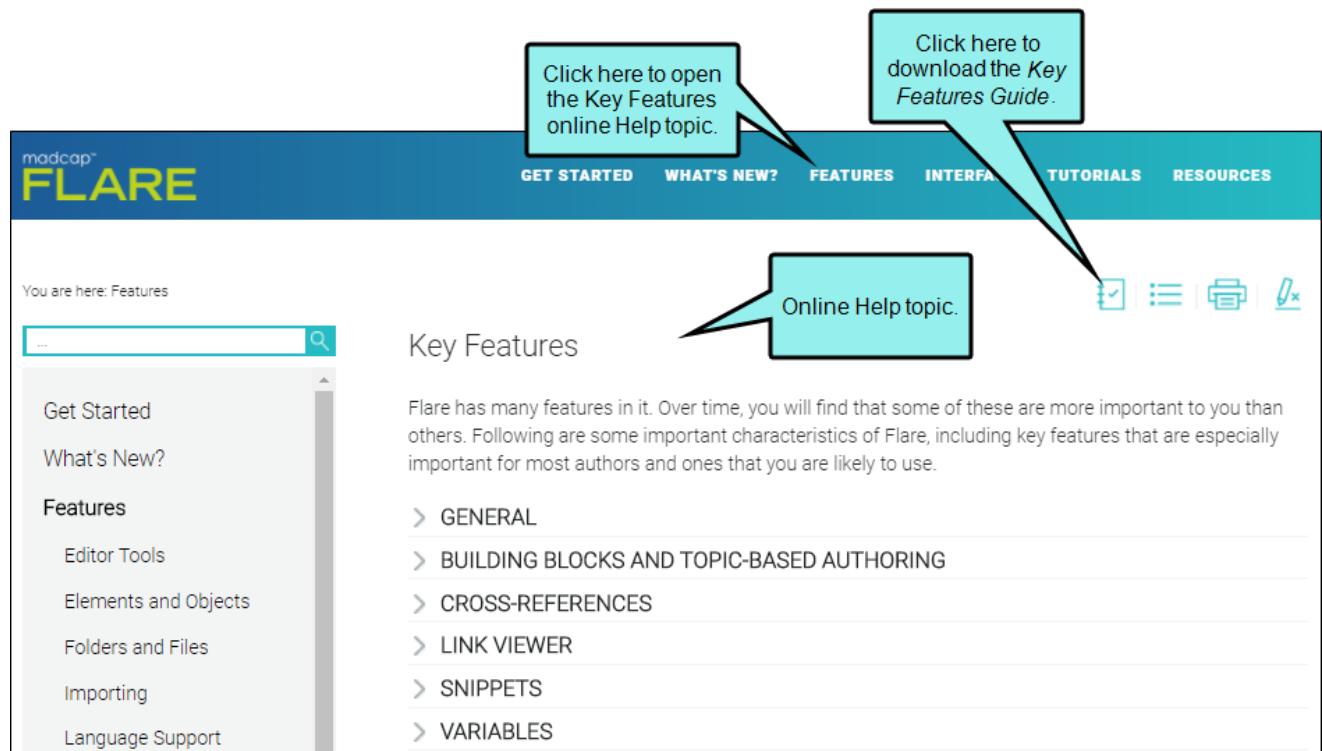 Click here to open
the Key Features
online Help topic.
Click here to
download the Key
Features Guide.
madcap™
FLARE
GET STARTED WHAT'S NEW? FEATURES TUTORIALS RESOURCES
You are here: Features
Online Help topic.
...
Key Features
Get Started
What's New?
Features
Editor Tools
Elements and Objects
Folders and Files
Importing
Language Support
Flare has many features in it. Over time, you will find that some of these are more important to you than
others. Following are some important characteristics of Flare, including key features that are especially
important for most authors and ones that you are likely to use.
GENERAL
BUILDING BLOCKS AND TOPIC-BASED AUTHORING
CROSS-REFERENCES
LINK VIEWER
SNIPPETS
VARIABLES